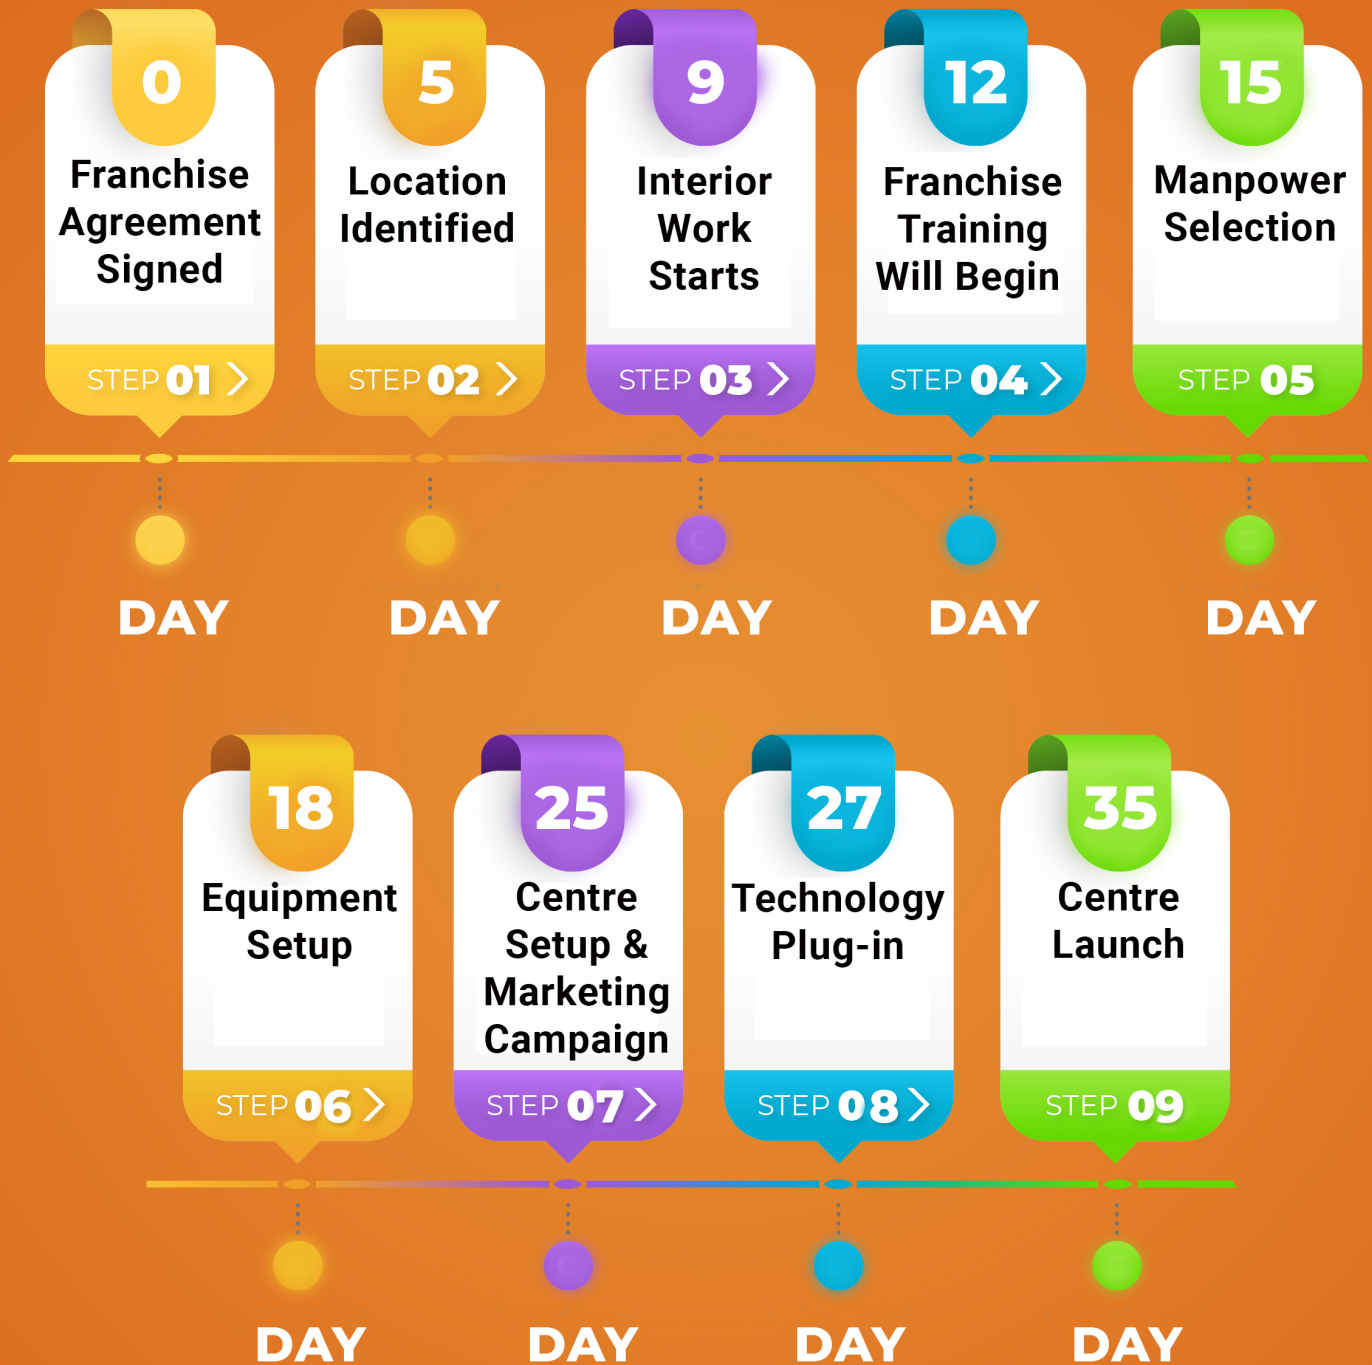 0
Franchise
Agreement
Signed
STEP 01
DAY
5
Location
Identified
STEP 02
DAY
9
Interior
Work
Starts
STEP 03
DAY
12
Franchise
Training
Will Begin
STEP 04
DAY
15
Manpower
Selection
STEP 05
DAY
18
Equipment
Setup
STEP 06
DAY
25
Centre
Setup &
Marketing
Campaign
STEP 07
DAY
27
Technology
Plug-in
STEP 08
DAY
35
Centre
Launch
STEP 09
DAY